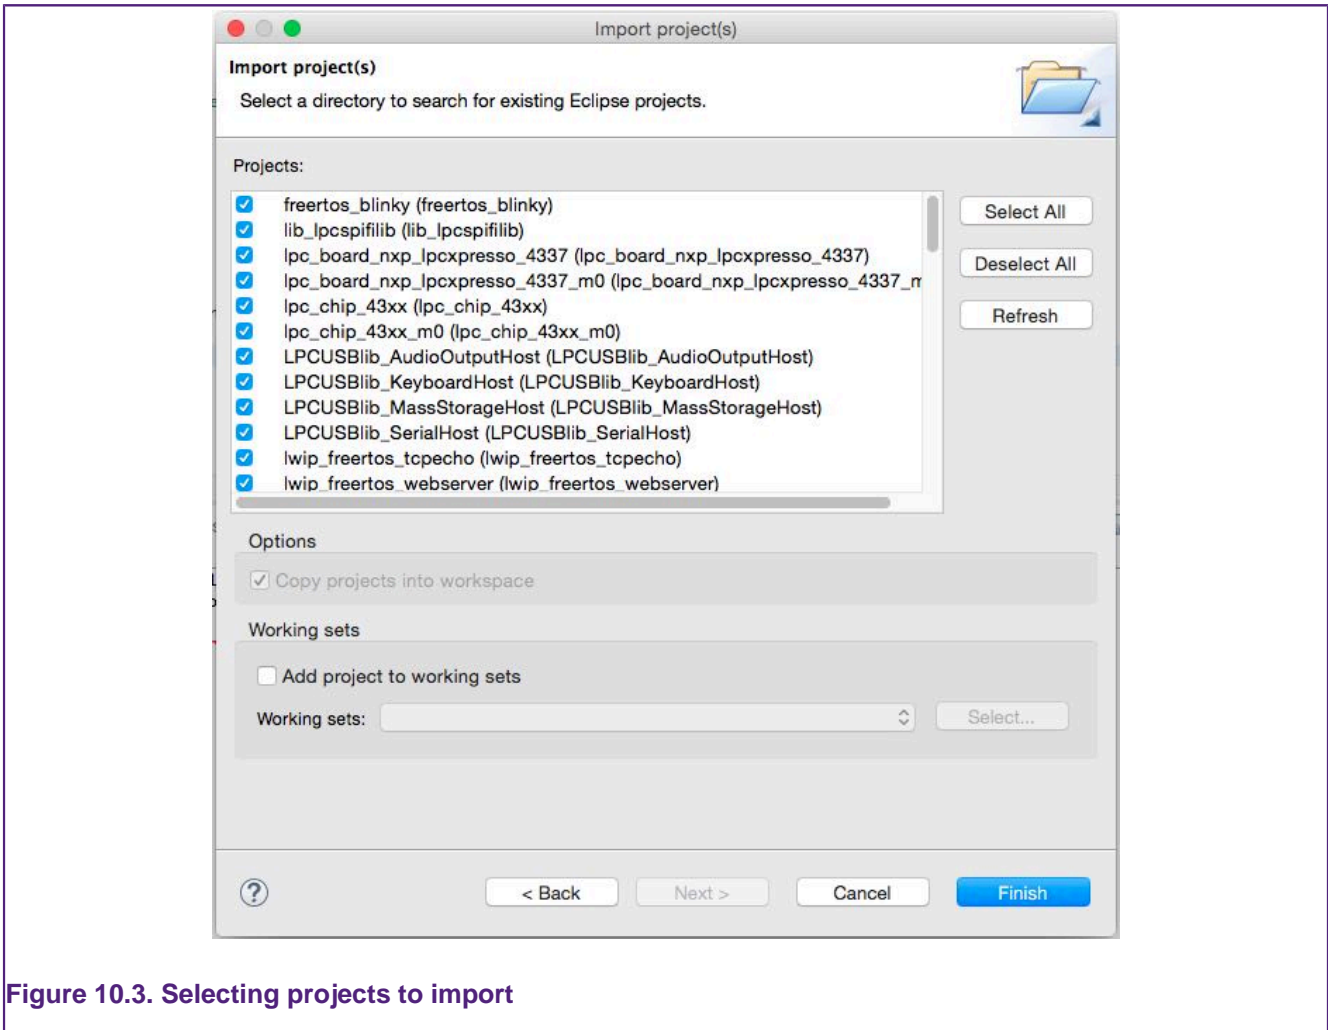 Import project(s)
Import project(s)
Select a directory to search for existing Eclipse projects.
Projects:
freertos_blinky (freertos_blinky)
lib_lpcspifilib (lib_lpcspifilib)
lpc_board_nxp_lpcxpresso_4337 (lpc_board_nxp_lpcxpresso_4337)
lpc_board_nxp_lpcxpresso_4337_m0 (lpc_board_nxp_lpcxpresso_4337_m
lpc_chip_43xx (lpc_chip_43xx)
lpc_chip_43xx_m0 (lpc_chip_43xx_m0)
LPCUSBlib_AudioOutputHost (LPCUSBlib_AudioOutputHost)
LPCUSBlib_KeyboardHost (LPCUSBlib_KeyboardHost)
LPCUSBlib_MassStorageHost (LPCUSBlib_MassStorageHost)
LPCUSBlib_SerialHost (LPCUSBlib_SerialHost)
lwip_freertos_tcpecho (lwip_freertos_tcpecho)
lwip_freertos_webserver (lwip_freertos_webserver)
Select All
Deselect All
Refresh
Options
Copy projects into workspace
Working sets
Add project to working sets
Working sets:
Select...
?
< Back
Next >
Cancel
Finish
Figure 10.3. Selecting projects to import